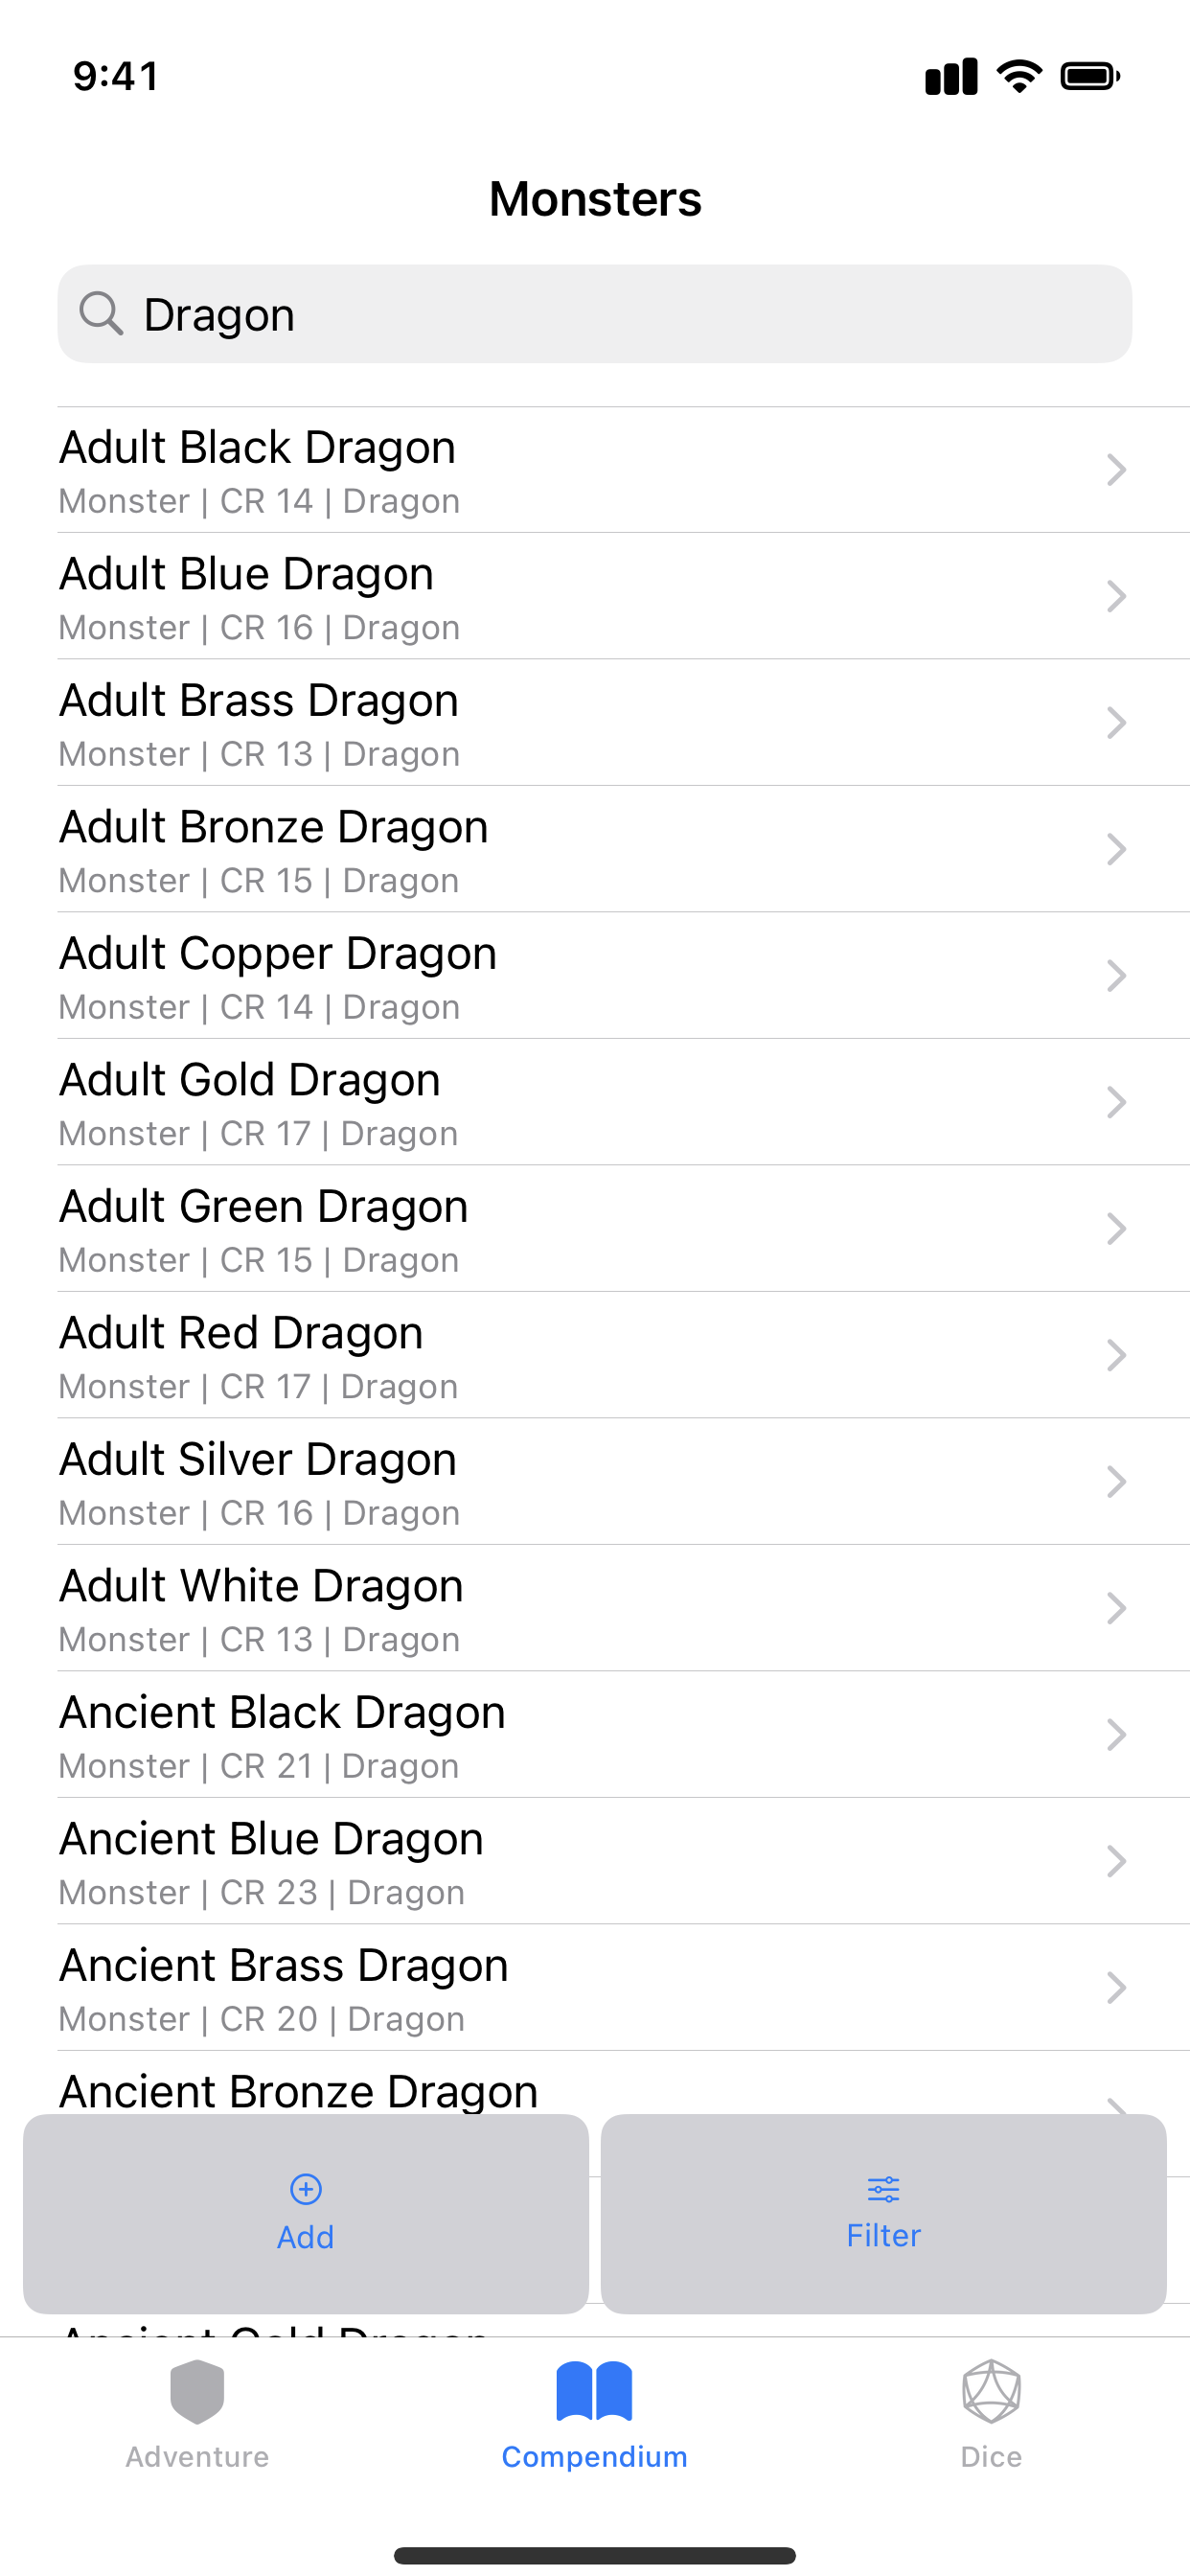 9:41
Monsters
Dragon
Adult Black Dragon
Monster | CR 14 | Dragon
Adult Blue Dragon
Monster | CR 16 | Dragon
Adult Brass Dragon
Monster | CR 13 | Dragon
Adult Bronze Dragon
Monster | CR 15 | Dragon
Adult Copper Dragon
Monster | CR 14 | Dragon
Adult Gold Dragon
Monster | CR 17 | Dragon
Adult Green Dragon
Monster | CR 15 | Dragon
Adult Red Dragon
Monster | CR 17 | Dragon
Adult Silver Dragon
Monster | CR 16 | Dragon
Adult White Dragon
Monster | CR 13 | Dragon
Ancient Black Dragon
Monster | CR 21 | Dragon
Ancient Blue Dragon
Monster | CR 23 | Dragon
Ancient Brass Dragon
Monster | CR 20 | Dragon
Ancient Bronze Dragon
Add
Filter
Ancient Gold Dragon
Adventure
Compendium
Dice